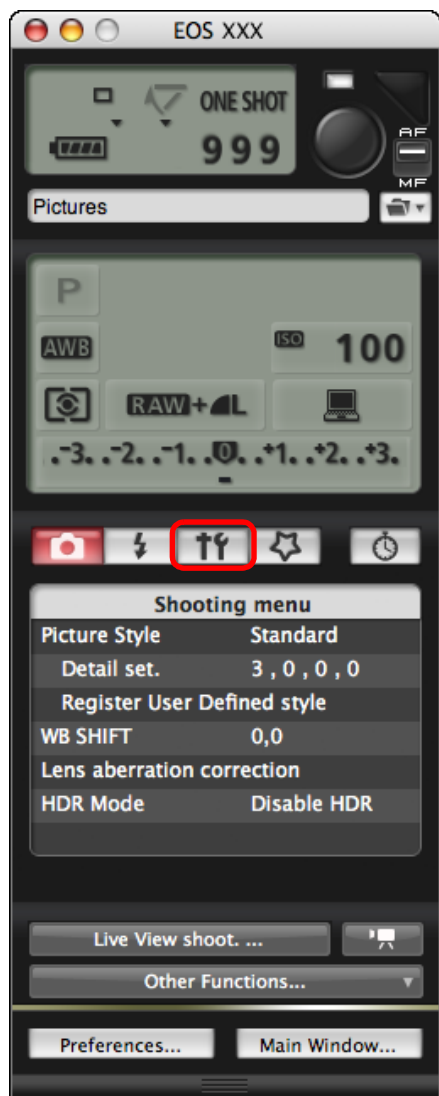 EOS XXX
ONE SHOT
999
AF
MF
Pictures
P
AWB
ISO 100
RAW+L
.-3. .-2. .-1. .0. .+1. .+2. .+3.
Shooting menu
Picture Style Standard
Detail set. 3 , 0 , 0 , 0
Register User Defined style
WB SHIFT 0,0
Lens aberration correction
HDR Mode Disable HDR
Live View shoot. ...
Other Functions...
Preferences... Main Window...